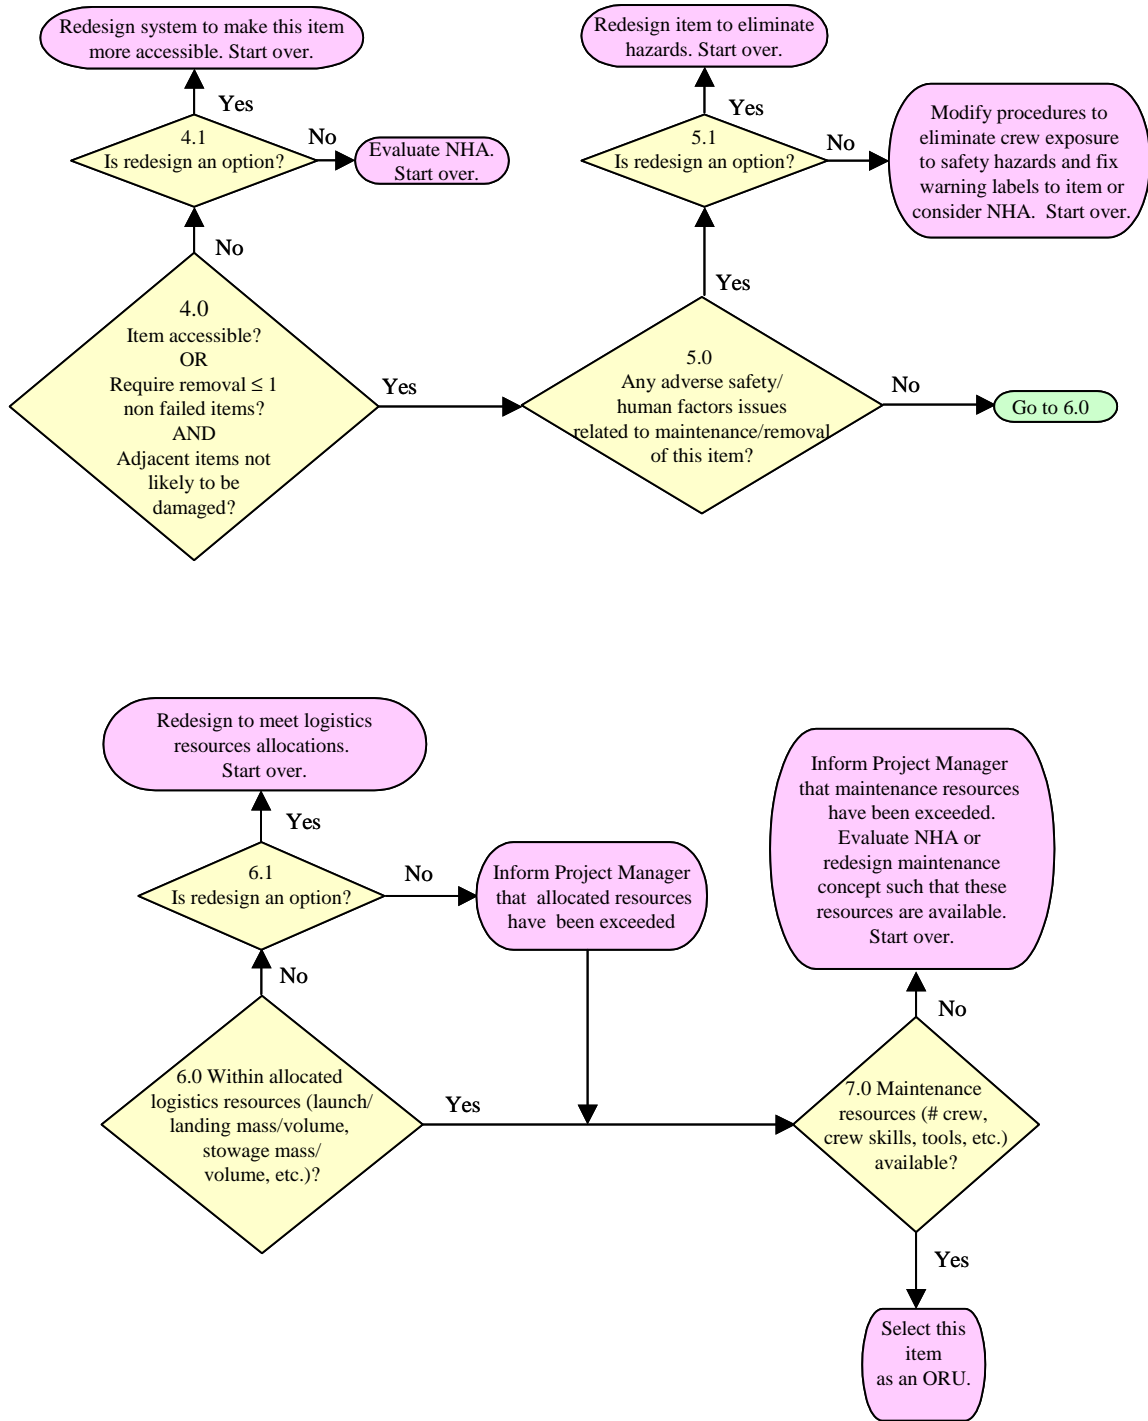 Redesign system to make this item
more accessible. Start over.
Yes
4.1
Is redesign an option?
No
Evaluate NHA.
Start over.
No
4.0
Item accessible?
OR
Require removal ≤ 1
non failed items?
AND
Adjacent items not
likely to be
damaged?
Yes
Redesign item to eliminate
hazards. Start over.
Yes
5.1
Is redesign an option?
No
Modify procedures to
eliminate crew exposure
to safety hazards and fix
warning labels to item or
consider NHA. Start over.
Yes
5.0
Any adverse safety/
human factors issues
related to maintenance/removal
of this item?
No
Go to 6.0
Redesign to meet logistics
resources allocations.
Start over.
Yes
6.1
Is redesign an option?
No
Inform Project Manager
that allocated resources
have been exceeded
No
6.0 Within allocated
logistics resources (launch/
landing mass/volume,
stowage mass/
volume, etc.)?
Yes
Inform Project Manager
that maintenance resources
have been exceeded.
Evaluate NHA or
redesign maintenance
concept such that these
resources are available.
Start over.
No
7.0 Maintenance
resources (# crew,
crew skills, tools, etc.)
available?
Yes
Select this
item
as an ORU.